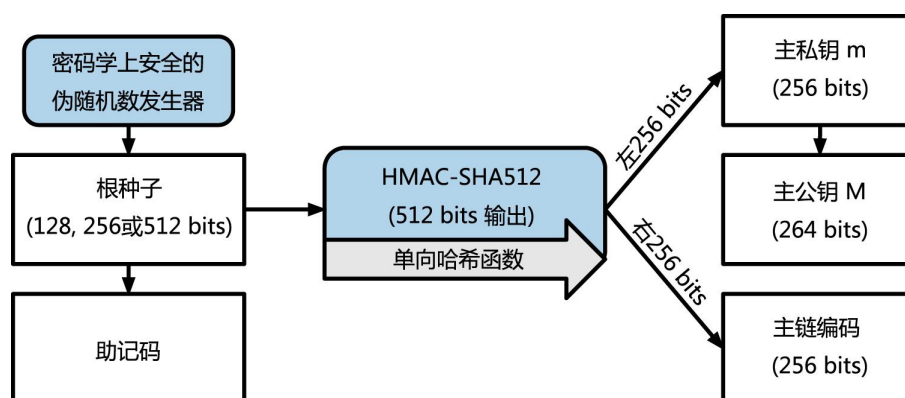 密码学上安全的
伪随机数发生器
根种子
(128, 256或512 bits)
助记码
HMAC-SHA512
(512 bits 输出)
单向哈希函数
左256 bits
右256 bits
主私钥 m
(256 bits)
主公钥 M
(264 bits)
主链编码
(256 bits)